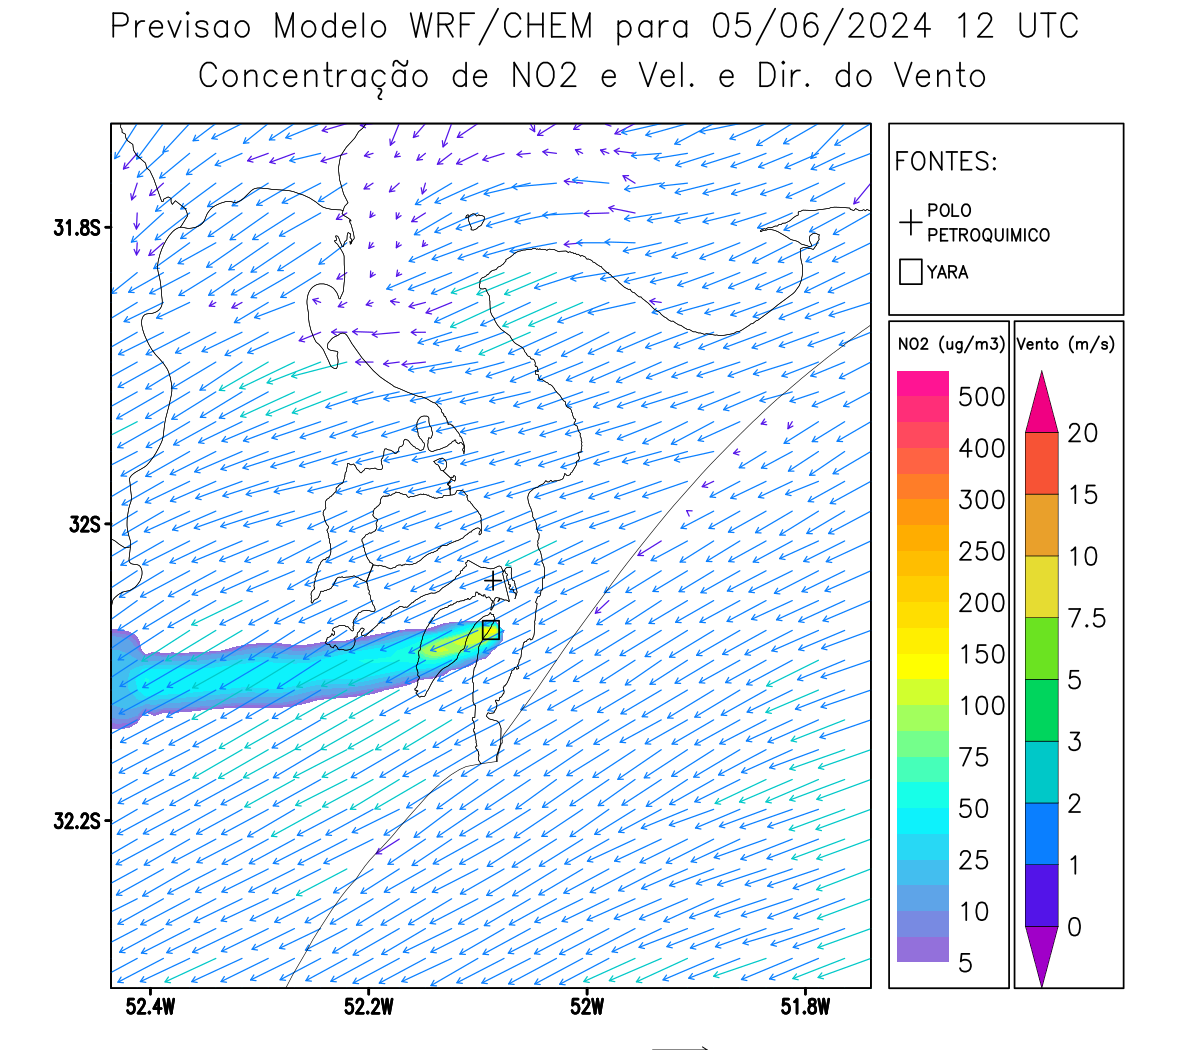 Previsao Modelo WRF/CHEM para 05/06/2024 12 UTC
Concentração de NO2 e Vel. e Dir. do Vento
FONTES:
POLO
PETROQUIMICO
YARA
31.8S
32S
32.2S
52.4W
52.2W
52W
51.8W
NO2 (ug/m3)
500
400
300
250
200
150
100
75
50
25
10
5
Vento (m/s)
20
15
10
7.5
5
3
2
1
0